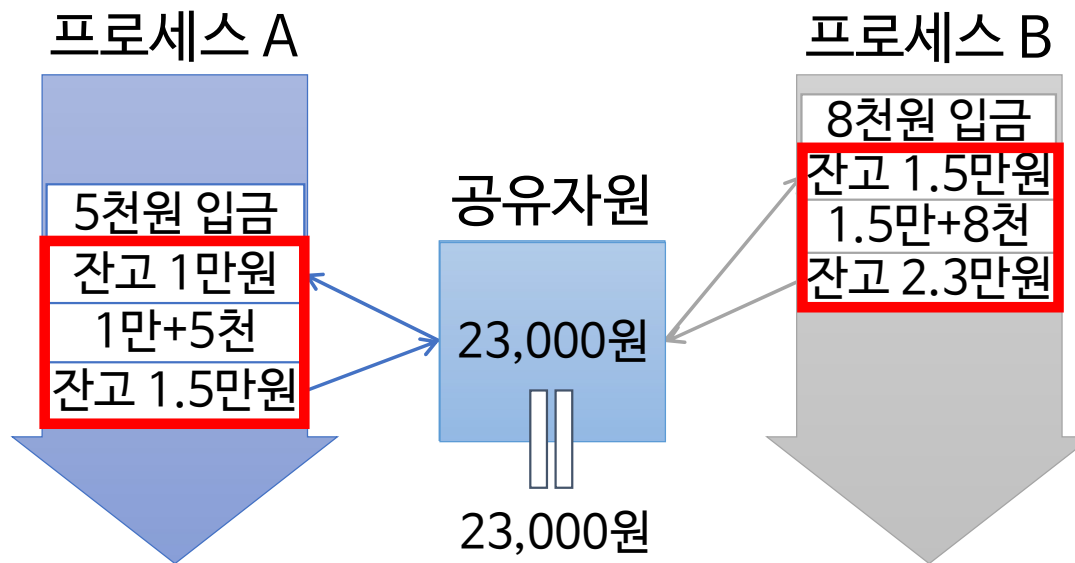 프로세스 A
5천원 입금
잔고 1만원
1만+5천
잔고 1.5만원
공유자원
23,000원
23,000원
프로세스 B
8천원 입금
잔고 1.5만원
1.5만+8천
잔고 2.3만원